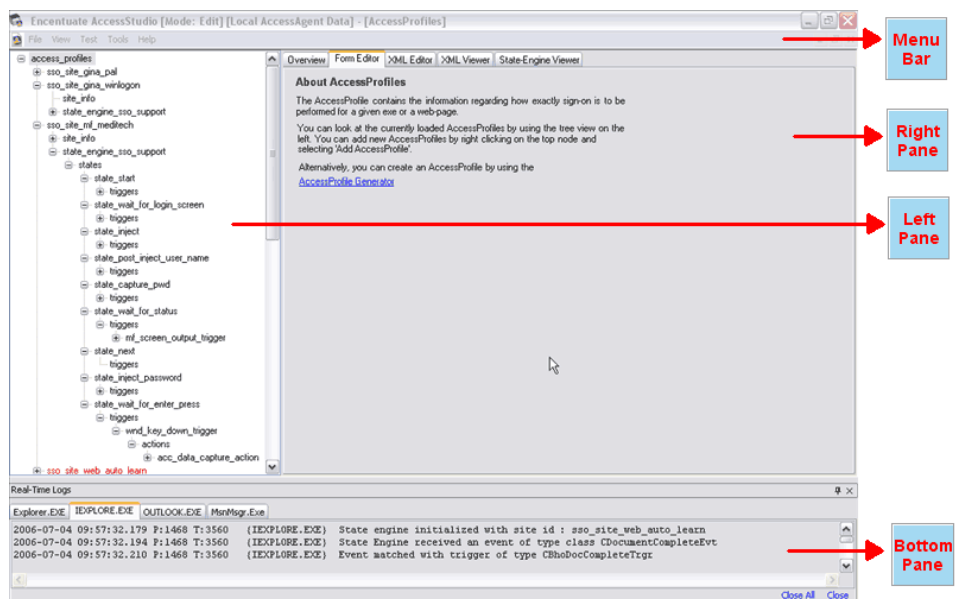 Encentuate AccessStudio [Mode: Edit] [Local AccessAgent Data] - [AccessProfiles]
File View Test Tools Help
Menu Bar
access_profiles
sso_site_gina_pal
sso_site_gina_winlogon
site_info
state_engine_sso_support
sso_site_mf_meditech
site_info
state_engine_sso_support
states
state_start
triggers
state_wait_for_login_screen
triggers
state_inject
triggers
state_post_inject_user_name
triggers
state_capture_pwd
triggers
state_wait_for_status
triggers
mf_screen_output_trigger
state_next
triggers
state_inject_password
triggers
state_wait_for_enter_press
triggers
wnd_key_down_trigger
actions
acc_data_capture_action
sso_site_web_auto_learn
Overview Form Editor XML Editor XML Viewer State-Engine Viewer
About AccessProfiles
The AccessProfile contains the information regarding how exactly sign-on is to be
performed for a given exe or a web-page.
You can look at the currently loaded AccessProfiles by using the tree view on the
left. You can add new AccessProfiles by right clicking on the top node and
selecting 'Add AccessProfile'.
Alternatively, you can create an AccessProfile by using the
AccessProfile Generator
Right
Pane
Left
Pane
Real-Time Logs
Explorer.EXE IEXPLORE.EXE OUTLOOK.EXE MsnMsgr.Exe
2006-07-04 09:57:32.179 P:1468 T:3560 (IEXPLORE.EXE) State engine initialized with site id : sso_site_web_auto_learn
2006-07-04 09:57:32.194 P:1468 T:3560 (IEXPLORE.EXE) State Engine received an event of type class CDocumentCompleteEvt
2006-07-04 09:57:32.210 P:1468 T:3560 (IEXPLORE.EXE) Event matched with trigger of type CBhoDocCompleteTrgr
Close All Close
Bottom
Pane